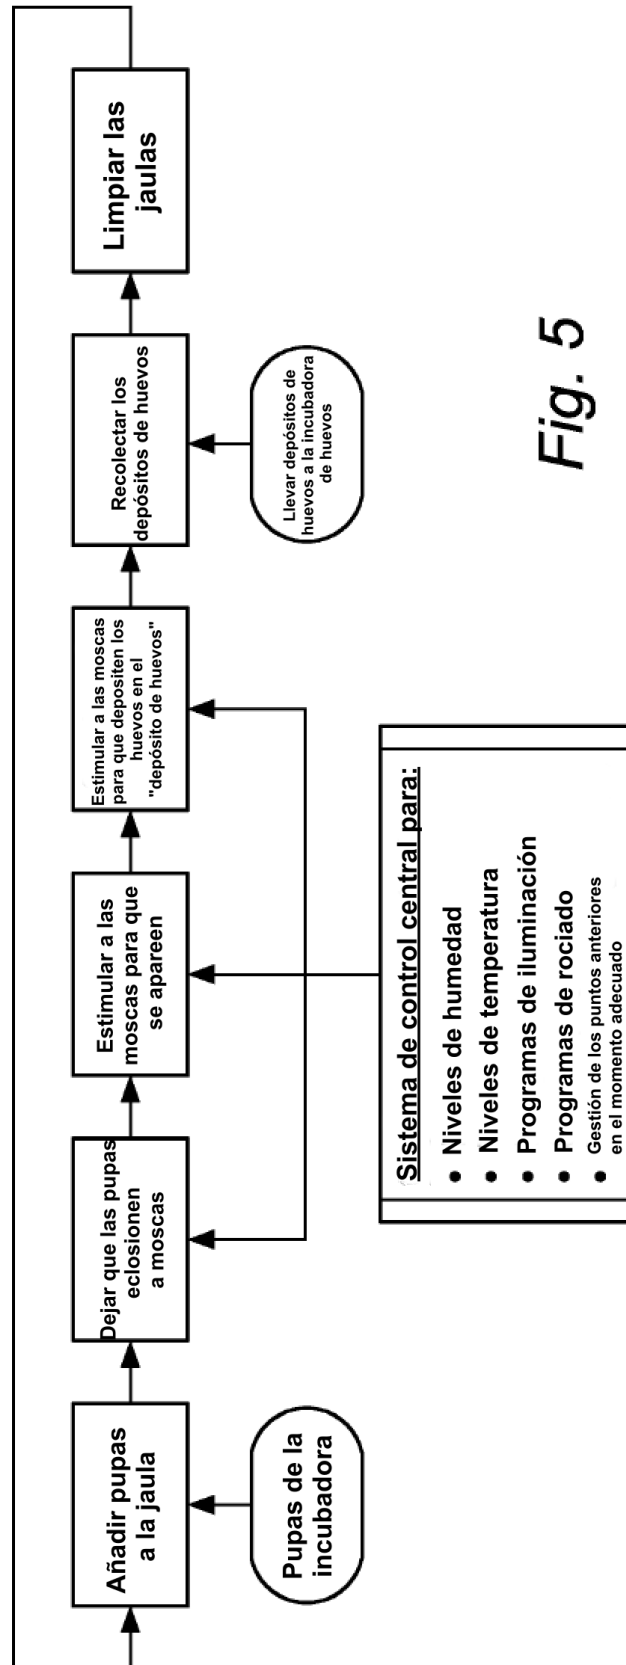 Añadir pupas
a la jaula
Dejar que las pupas
eclosionen
a moscas
Estimular a las
moscas para que
se apareen
Estimular a las moscas
para que depositen los
huevos en el
"depósito de huevos"
Recolectar los
depósitos de huevos
Limpiar las
jaulas
Pupas de la
incubadora
Llevar depósitos de
huevos a la incubadora
de huevos
Sistema de control central para:
● Niveles de humedad
● Niveles de temperatura
● Programas de iluminación
● Programas de rociado
● Gestión de los puntos anteriores
en el momento adecuado
Fig. 5